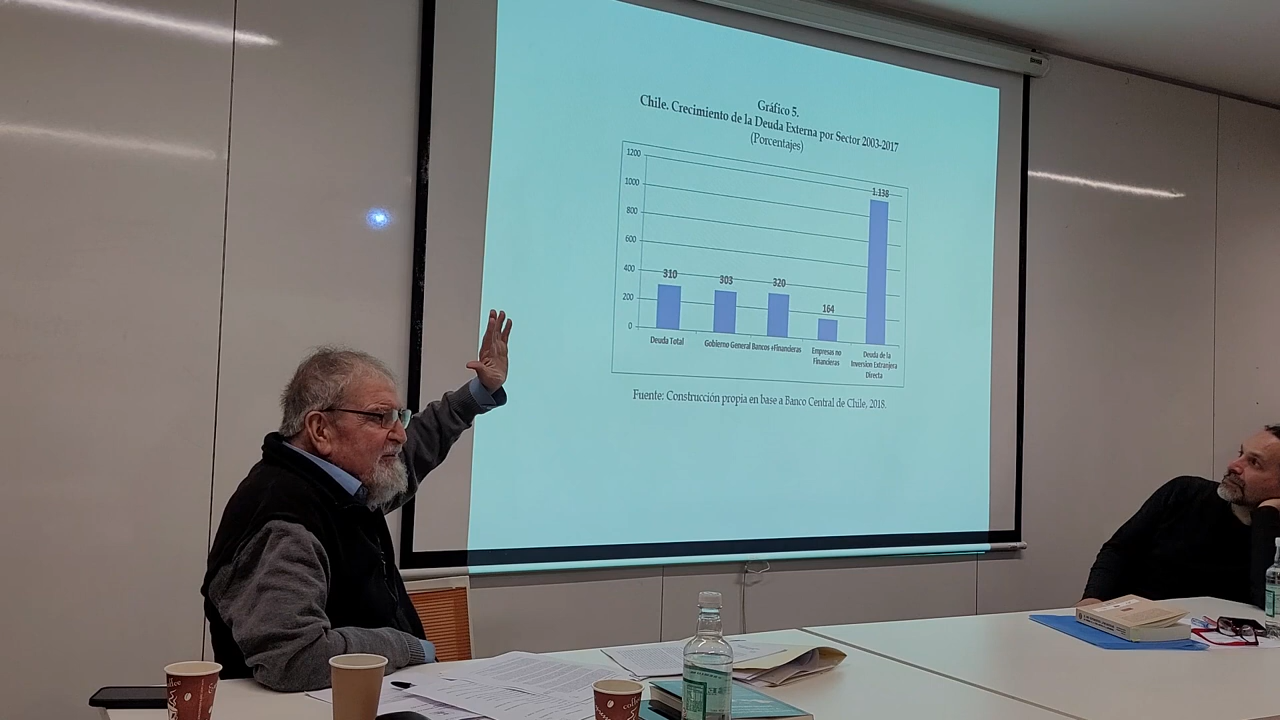 Gráfico 5.
Chile. Crecimiento de la Deuda Externa por Sector 2003-2017
(Porcentajes)
1200
1000
800
600
400
200
0
310
303
320
164
1.138
Deuda Total
Gobierno General
Bancos +Financieras
Empresas no
Financieras
Deuda de la
Inversion Extranjera
Directa
Fuente: Construcción propia en base a Banco Central de Chile, 2018.
coffee